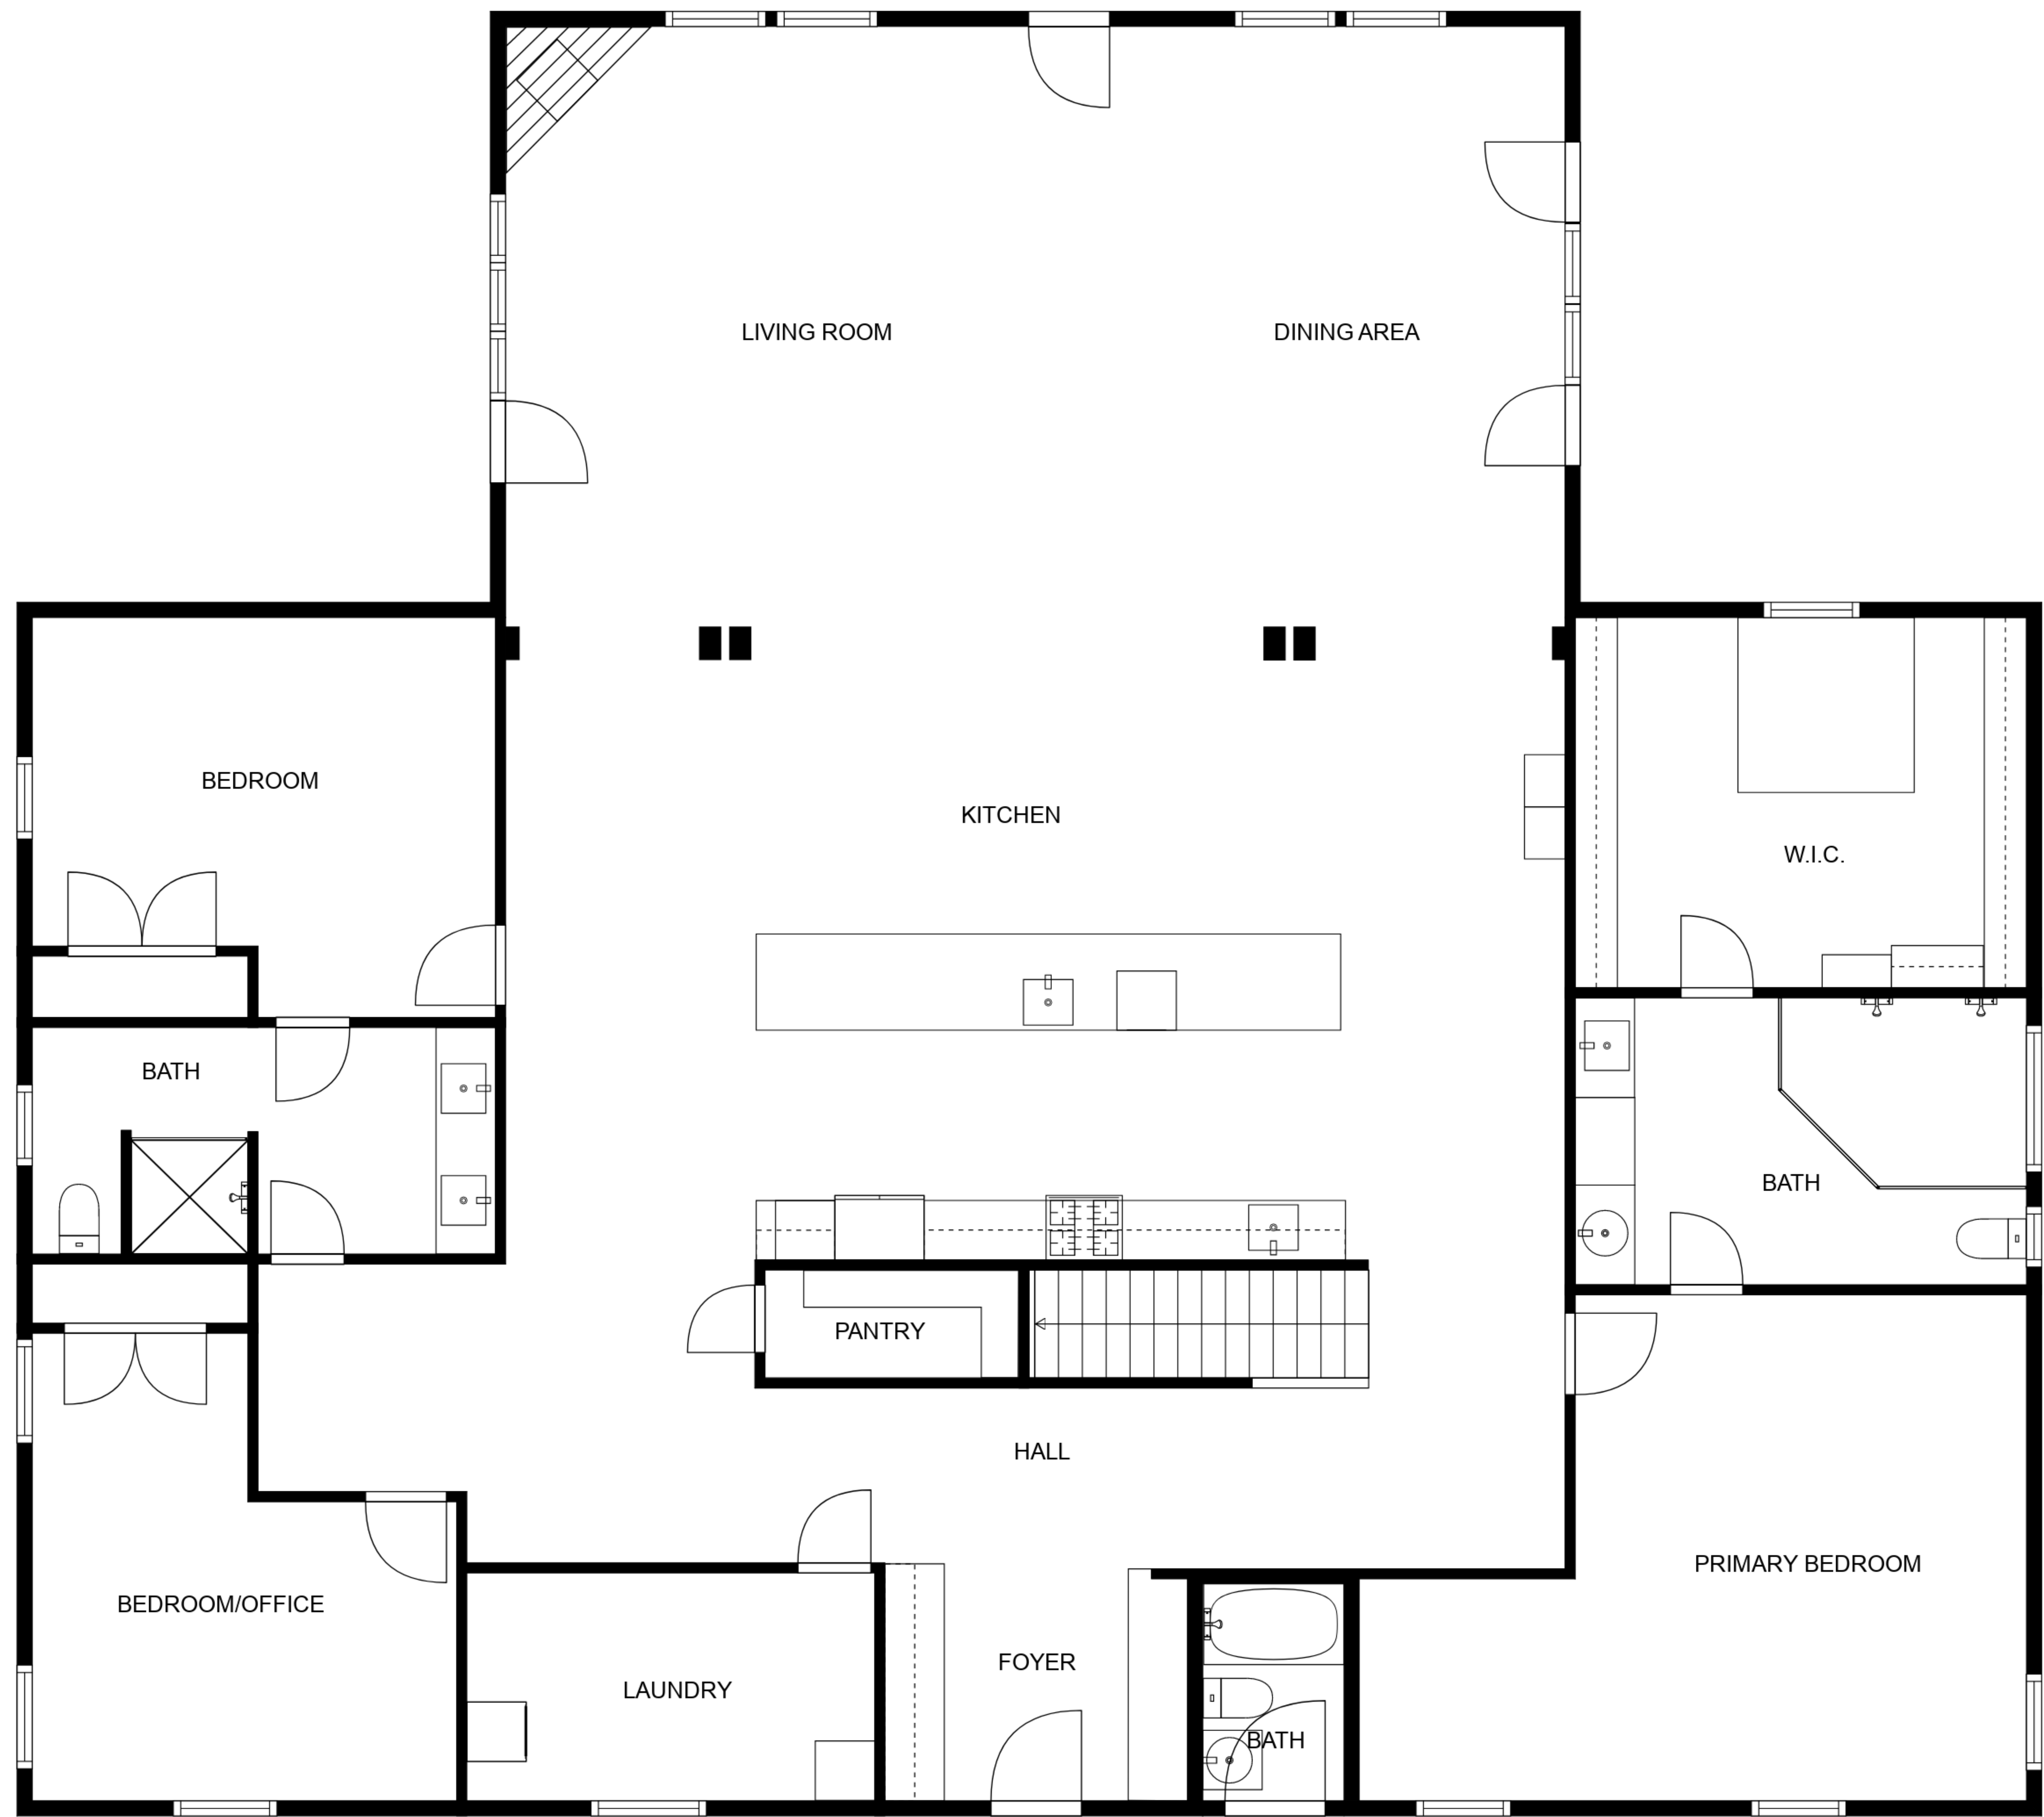 LIVING ROOM
DINING AREA
BEDROOM
KITCHEN
W.I.C.
BATH
BATH
PANTRY
HALL
PRIMARY BEDROOM
BEDROOM/OFFICE
FOYER
LAUNDRY
BATH